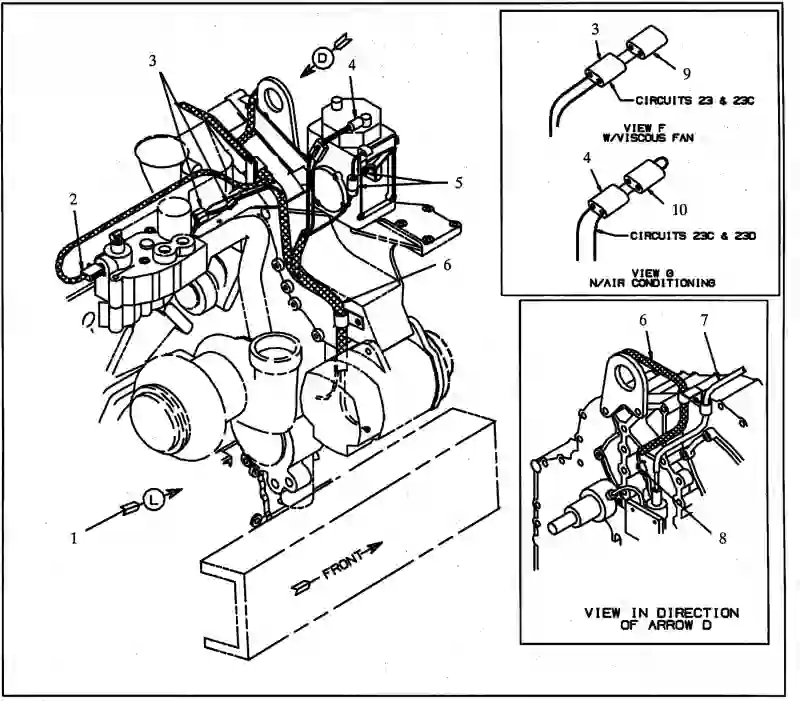 D
3
4
2
5
6
1
L
FRONT
3
9
CIRCUITS 23 & 23C
VIEW F
W/VISCOUS FAN
4
10
CIRCUITS 23C & 23D
VIEW G
N/AIR CONDITIONING
6
7
8
VIEW IN DIRECTION
OF ARROW D